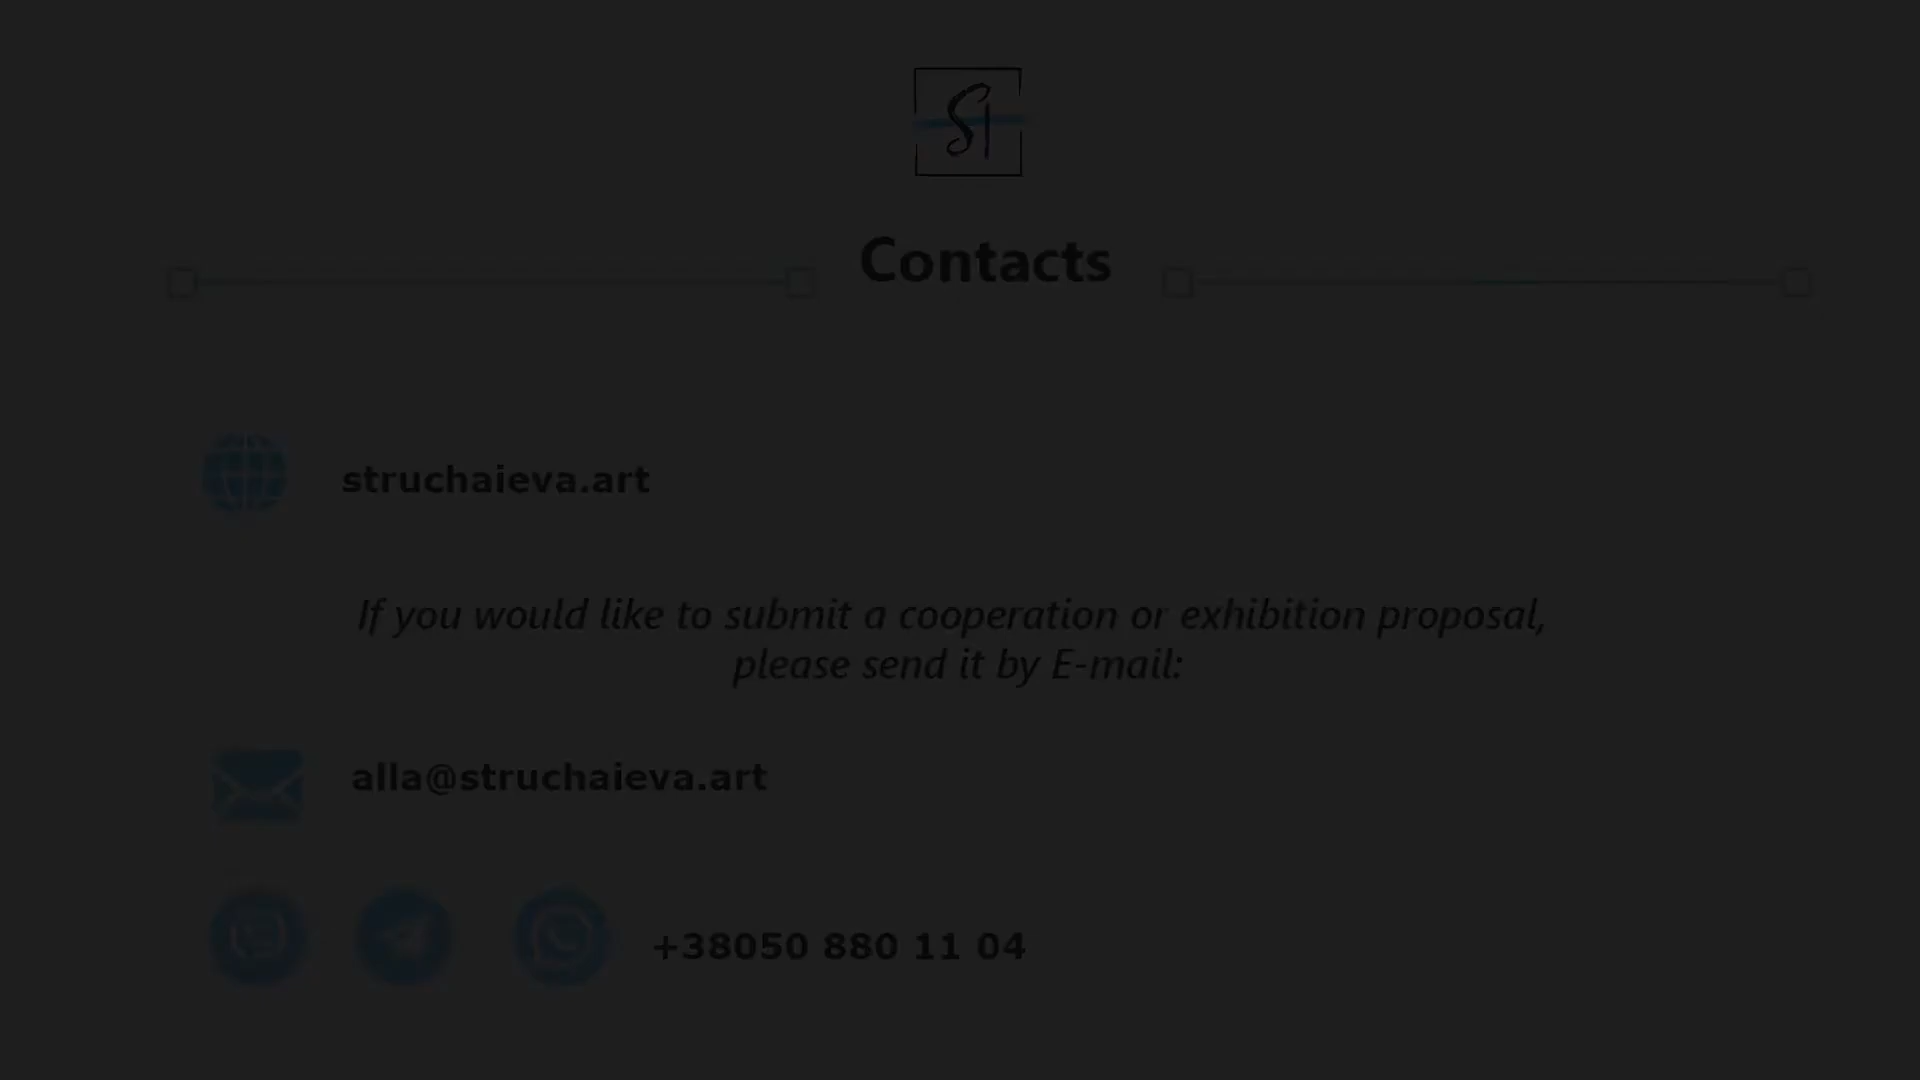 Contacts
struchaieva.art
If you would like to submit a cooperation or exhibition proposal,
please send it by E-mail:
alla@struchaieva.art
+38050 880 11 04